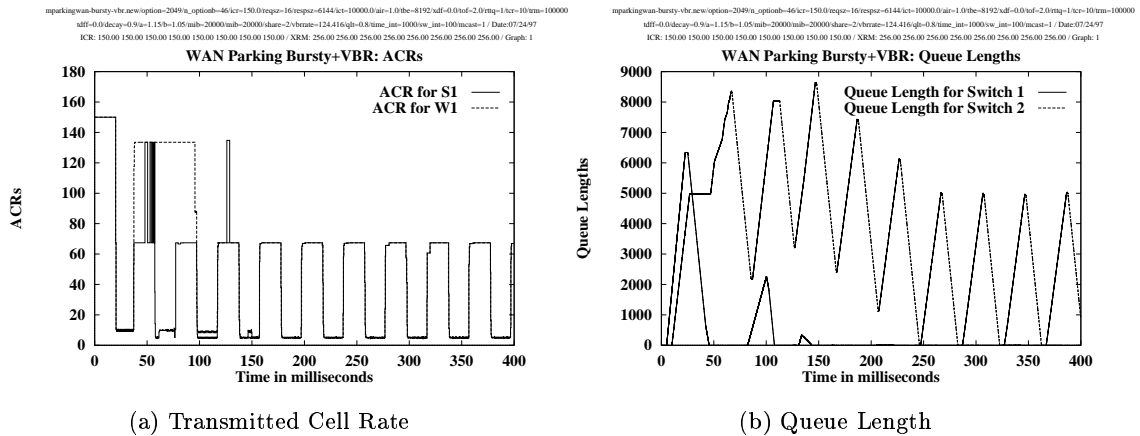 mparkingwan-bursty-vbr.new/option=2049/n_optionb=46/icr=150.0/reqsz=16/respsz=6144/ict=10000.0/air=1.0/tbe=8192/xdf=0.0/tof=2.0/rttq=1/tcr=10/trm=100000
tdff=0.0/decay=0.9/a=1.15/b=1.05/mib=20000/mib=20000/share=2/vbrrate=124.416/qlt=0.8/time_int=1000/sw_int=100/mcast=1 / Date:07/24/97
ICR: 150.00 150.00 150.00 150.00 150.00 150.00 / XRM: 256.00 256.00 256.00 256.00 256.00 256.00 / Graph: 1
WAN Parking Bursty+VBR: ACRs
180
160
140
120
100
80
60
40
20
0
ACRs
ACR for S1
ACR for W1
0 50 100 150 200 250 300 350 400
Time in milliseconds
(a) Transmitted Cell Rate
mparkingwan-bursty-vbr.new/option=2049/n_optionb=46/icr=150.0/reqsz=16/respsz=6144/ict=10000.0/air=1.0/tbe=8192/xdf=0.0/tof=2.0/rttq=1/tcr=10/trm=100000
tdff=0.0/decay=0.9/a=1.15/b=1.05/mib=20000/mib=20000/share=2/vbrrate=124.416/qlt=0.8/time_int=1000/sw_int=100/mcast=1 / Date:07/24/97
ICR: 150.00 150.00 150.00 150.00 150.00 150.00 / XRM: 256.00 256.00 256.00 256.00 256.00 256.00 / Graph: 1
WAN Parking Bursty+VBR: Queue Lengths
9000
8000
7000
6000
5000
4000
3000
2000
1000
0
Queue Lengths
Queue Length for Switch 1
Queue Length for Switch 2
0 50 100 150 200 250 300 350 400
Time in milliseconds
(b) Queue Length